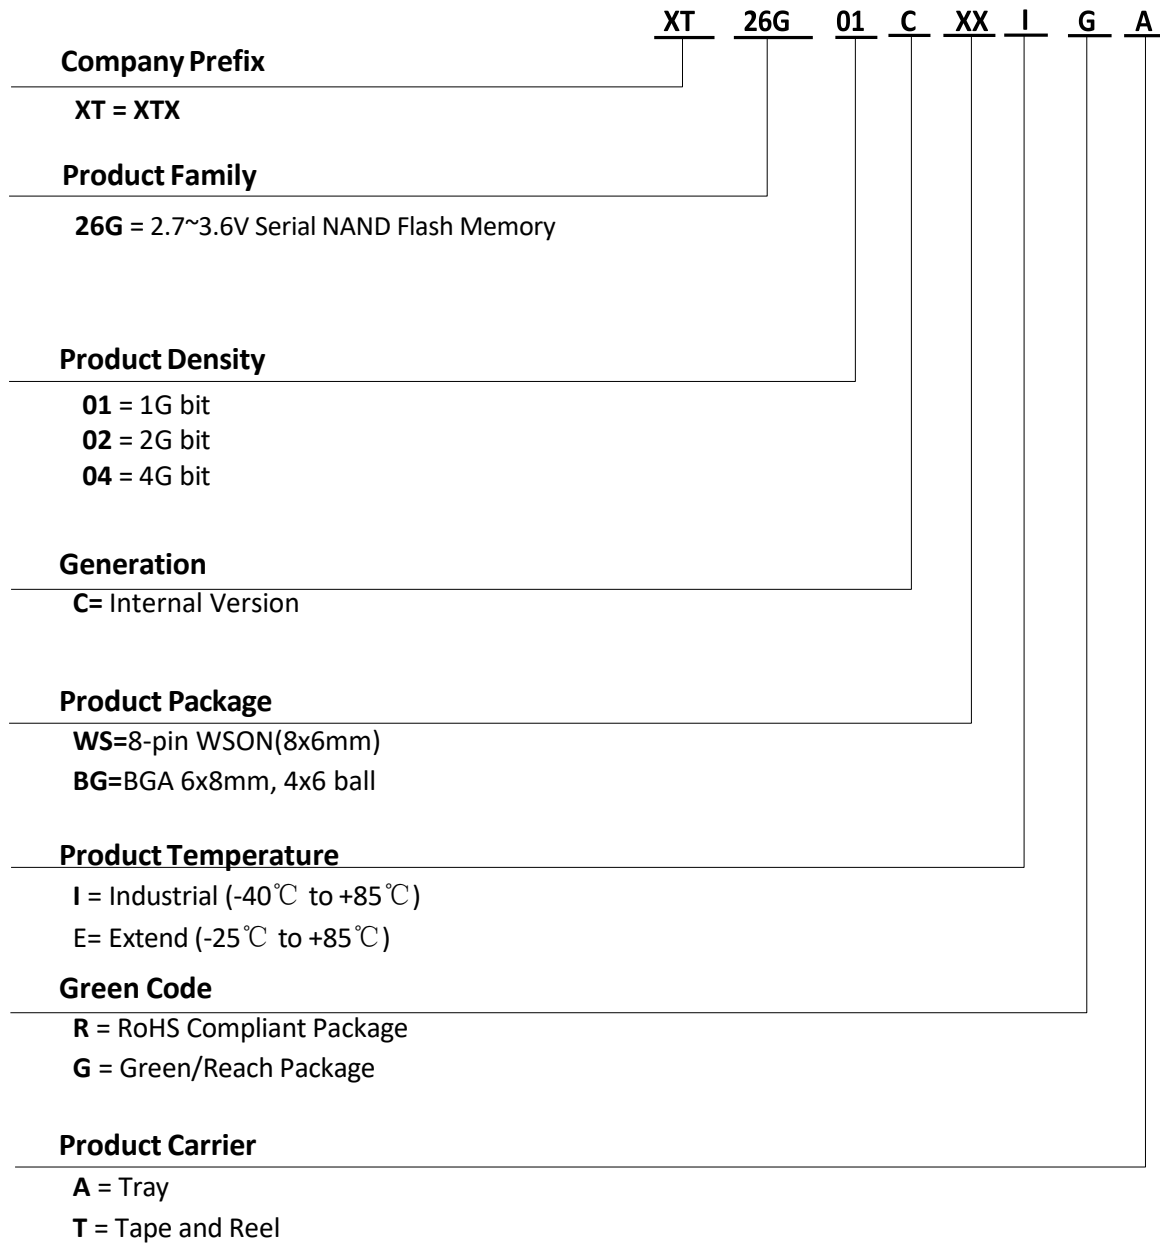 XT 26G 01 C XX I G A
Company Prefix
XT = XTX
Product Family
26G = 2.7~3.6V Serial NAND Flash Memory
Product Density
01 = 1G bit
02 = 2G bit
04 = 4G bit
Generation
C= Internal Version
Product Package
WS=8-pin WSON(8x6mm)
BG=BGA 6x8mm, 4x6 ball
Product Temperature
I = Industrial (-40℃ to +85℃)
E= Extend (-25℃ to +85℃)
Green Code
R = RoHS Compliant Package
G = Green/Reach Package
Product Carrier
A = Tray
T = Tape and Reel